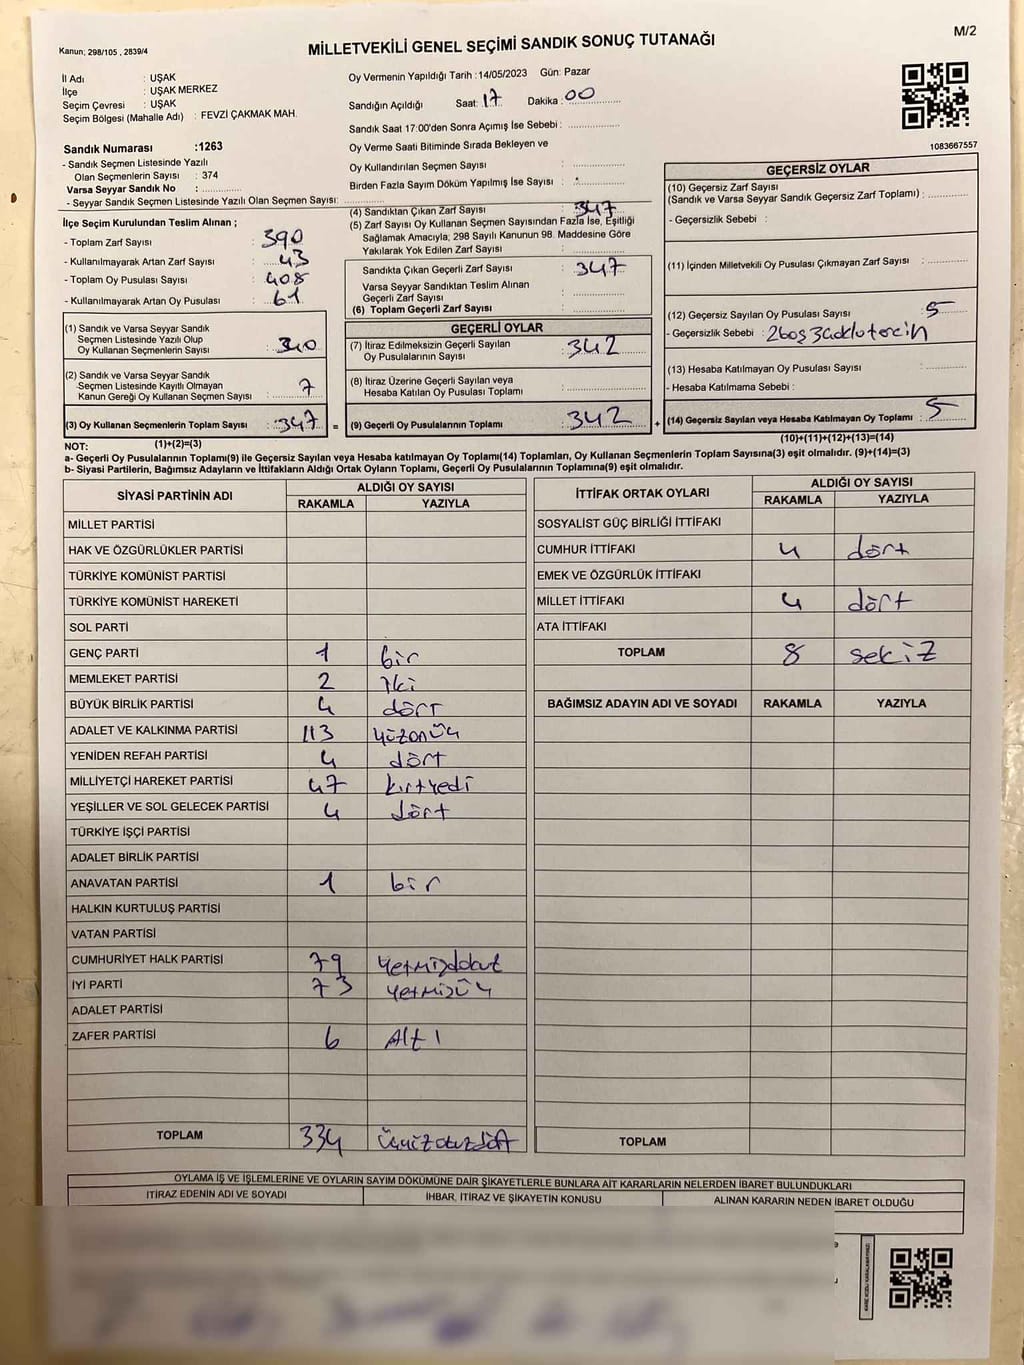 M/2
Kanun; 298/105 , 2839/4
MİLLETVEKİLİ GENEL SEÇİMİ SANDIK SONUÇ TUTANAĞI
İl Adı : UŞAK
İlçe : UŞAK MERKEZ
Seçim Çevresi : UŞAK
Seçim Bölgesi (Mahalle Adı) : FEVZİ ÇAKMAK MAH.
Oy Vermenin Yapıldığı Tarih :14/05/2023 Gün: Pazar
Sandığın Açıldığı Saat: 17 Dakika : 00
Sandık Saat 17:00'den Sonra Açımış İse Sebebi :
Oy Verme Saati Bitiminde Sırada Bekleyen ve
Oy Kullandırılan Seçmen Sayısı :
Birden Fazla Sayım Döküm Yapılmış İse Sayısı :
1083667557
Sandık Numarası :1263
- Sandık Seçmen Listesinde Yazılı
Olan Seçmenlerin Sayısı : 374
Varsa Seyyar Sandık No :
- Seyyar Sandık Seçmen Listesinde Yazılı Olan Seçmen Sayısı:
İlçe Seçim Kurulundan Teslim Alınan ;
- Toplam Zarf Sayısı : 390
- Kullanılmayarak Artan Zarf Sayısı : 43
- Toplam Oy Pusulası Sayısı : 408
- Kullanılmayarak Artan Oy Pusulası : 61
(1) Sandık ve Varsa Seyyar Sandık
Seçmen Listesinde Yazılı Olup
Oy Kullanan Seçmenlerin Sayısı : 340
(2) Sandık ve Varsa Seyyar Sandık
Seçmen Listesinde Kayıtlı Olmayan
Kanun Gereği Oy Kullanan Seçmen Sayısı : 7
(3) Oy Kullanan Seçmenlerin Toplam Sayısı : 347 =
(4) Sandıktan Çıkan Zarf Sayısı : 347
(5) Zarf Sayısı Oy Kullanan Seçmen Sayısından Fazla İse, Eşitliği
Sağlamak Amacıyla; 298 Sayılı Kanunun 98. Maddesine Göre
Yakılarak Yok Edilen Zarf Sayısı :
Sandıkta Çıkan Geçerli Zarf Sayısı : 347
Varsa Seyyar Sandıktan Teslim Alınan
Geçerli Zarf Sayısı :
(6) Toplam Geçerli Zarf Sayısı :
GEÇERLİ OYLAR
(7) İtiraz Edilmeksizin Geçerli Sayılan
Oy Pusulalarının Sayısı : 342
(8) İtiraz Üzerine Geçerli Sayılan veya
Hesaba Katılan Oy Pusulası Toplamı :
(9) Geçerli Oy Pusulalarının Toplamı : 342 +
GEÇERSİZ OYLAR
(10) Geçersiz Zarf Sayısı
(Sandık ve Varsa Seyyar Sandık Geçersiz Zarf Toplamı) :
- Geçersizlik Sebebi :
(11) İçinden Milletvekili Oy Pusulası Çıkmayan Zarf Sayısı :
(12) Geçersiz Sayılan Oy Pusulası Sayısı : 5
- Geçersizlik Sebebi : 2boş
(13) Hesaba Katılmayan Oy Pusulası Sayısı :
- Hesaba Katılmama Sebebi :
(14) Geçersiz Sayılan veya Hesaba Katılmayan Oy Toplamı : 5
NOT: (1)+(2)=(3) (10)+(11)+(12)+(13)=(14)
a- Geçerli Oy Pusulalarının Toplamı(9) ile Geçersiz Sayılan veya Hesaba katılmayan Oy Toplamı(14) Toplamları, Oy Kullanan Seçmenlerin Toplam Sayısına(3) eşit olmalıdır. (9)+(14)=(3)
b- Siyasi Partilerin, Bağımsız Adayların ve İttifakların Aldığı Ortak Oyların Toplamı, Geçerli Oy Pusulalarının Toplamına(9) eşit olmalıdır.
SİYASİ PARTİNİN ADI ALDIĞI OY SAYISI
RAKAMLA YAZIYLA
MİLLET PARTİSİ
HAK VE ÖZGÜRLÜKLER PARTİSİ
TÜRKİYE KOMÜNİST PARTİSİ
TÜRKİYE KOMÜNİST HAREKETİ
SOL PARTİ
GENÇ PARTİ 1 bir
MEMLEKET PARTİSİ 2 iki
BÜYÜK BİRLİK PARTİSİ 4 dört
ADALET VE KALKINMA PARTİSİ 113 yüzonüç
YENİDEN REFAH PARTİSİ 4 dört
MİLLİYETÇİ HAREKET PARTİSİ 47 kırkyedi
YEŞİLLER VE SOL GELECEK PARTİSİ 4 dört
TÜRKİYE İŞÇİ PARTİSİ
ADALET BİRLİK PARTİSİ
ANAVATAN PARTİSİ 1 bir
HALKIN KURTULUŞ PARTİSİ
VATAN PARTİSİ
CUMHURİYET HALK PARTİSİ 79 yetmişdokuz
İYİ PARTİ 73 yetmişüç
ADALET PARTİSİ
ZAFER PARTİSİ 6 Altı
TOPLAM 334 üçyüzotuzdört
İTTİFAK ORTAK OYLARI ALDIĞI OY SAYISI
RAKAMLA YAZIYLA
SOSYALİST GÜÇ BİRLİĞİ İTTİFAKI
CUMHUR İTTİFAKI 4 dört
EMEK VE ÖZGÜRLÜK İTTİFAKI
MİLLET İTTİFAKI 4 dört
ATA İTTİFAKI
TOPLAM 8 sekiz
BAĞIMSIZ ADAYIN ADI VE SOYADI RAKAMLA YAZIYLA
TOPLAM
OYLAMA İŞ VE İŞLEMLERİNE VE OYLARIN SAYIM DÖKÜMÜNE DAİR ŞİKAYETLERLE BUNLARA AİT KARARLARIN NELERDEN İBARET BULUNDUKLARI
İTİRAZ EDENİN ADI VE SOYADI İHBAR, İTİRAZ VE ŞİKAYETİN KONUSU ALINAN KARARIN NEDEN İBARET OLDUĞU